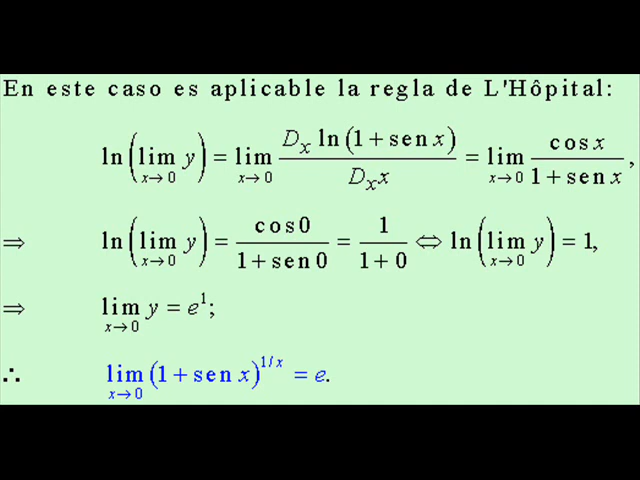 En este caso es aplicable la regla de L'Hôpital:
ln(lim_{x→0} y) = lim_{x→0} D_x ln(1 + sen x) / D_x x = lim_{x→0} cos x / 1 + sen x,
⇒ ln(lim_{x→0} y) = cos 0 / 1 + sen 0 = 1 / 1 + 0 ⇔ ln(lim_{x→0} y) = 1,
⇒ lim_{x→0} y = e^1;
∴ lim_{x→0} (1 + sen x)^{1/x} = e.